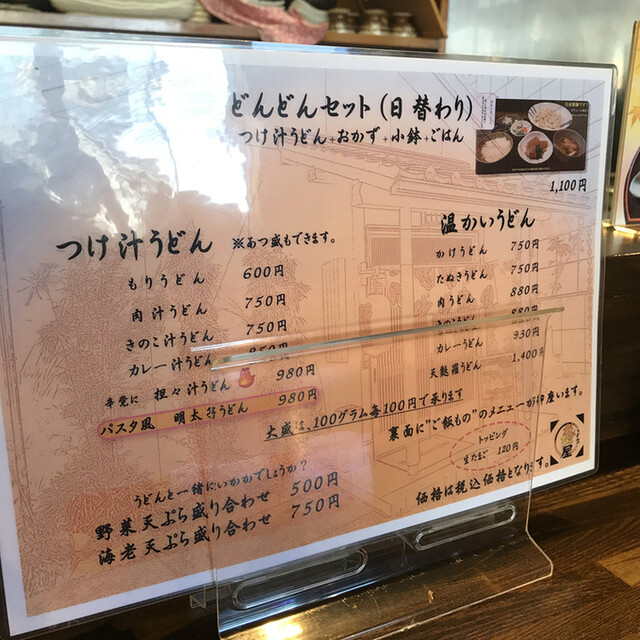 どんどんセット(日替わり)
つけ汁うどん+おかず+小鉢+ごはん
1,100円
つけ汁うどん ※あつ盛もできます。
もりうどん 600円
肉汁うどん 750円
きのこ汁うどん 750円
カレー汁うどん
辛党に 担々汁うどん 980円
パスタ風 明太子うどん 980円
温かいうどん
かけうどん 750円
たぬきうどん 750円
肉うどん 880円
880円
カレーうどん 930円
天麩羅うどん 1,400円
大盛は、100グラム毎100円で承ります
裏面に"ご飯もの"のメニューが御座います。
トッピング
生たまご 120円
うどんと一緒にいかかでしょうか?
野菜天ぷら盛り合わせ 500円
海老天ぷら盛り合わせ 750円
価格は税込価格となります。
屋